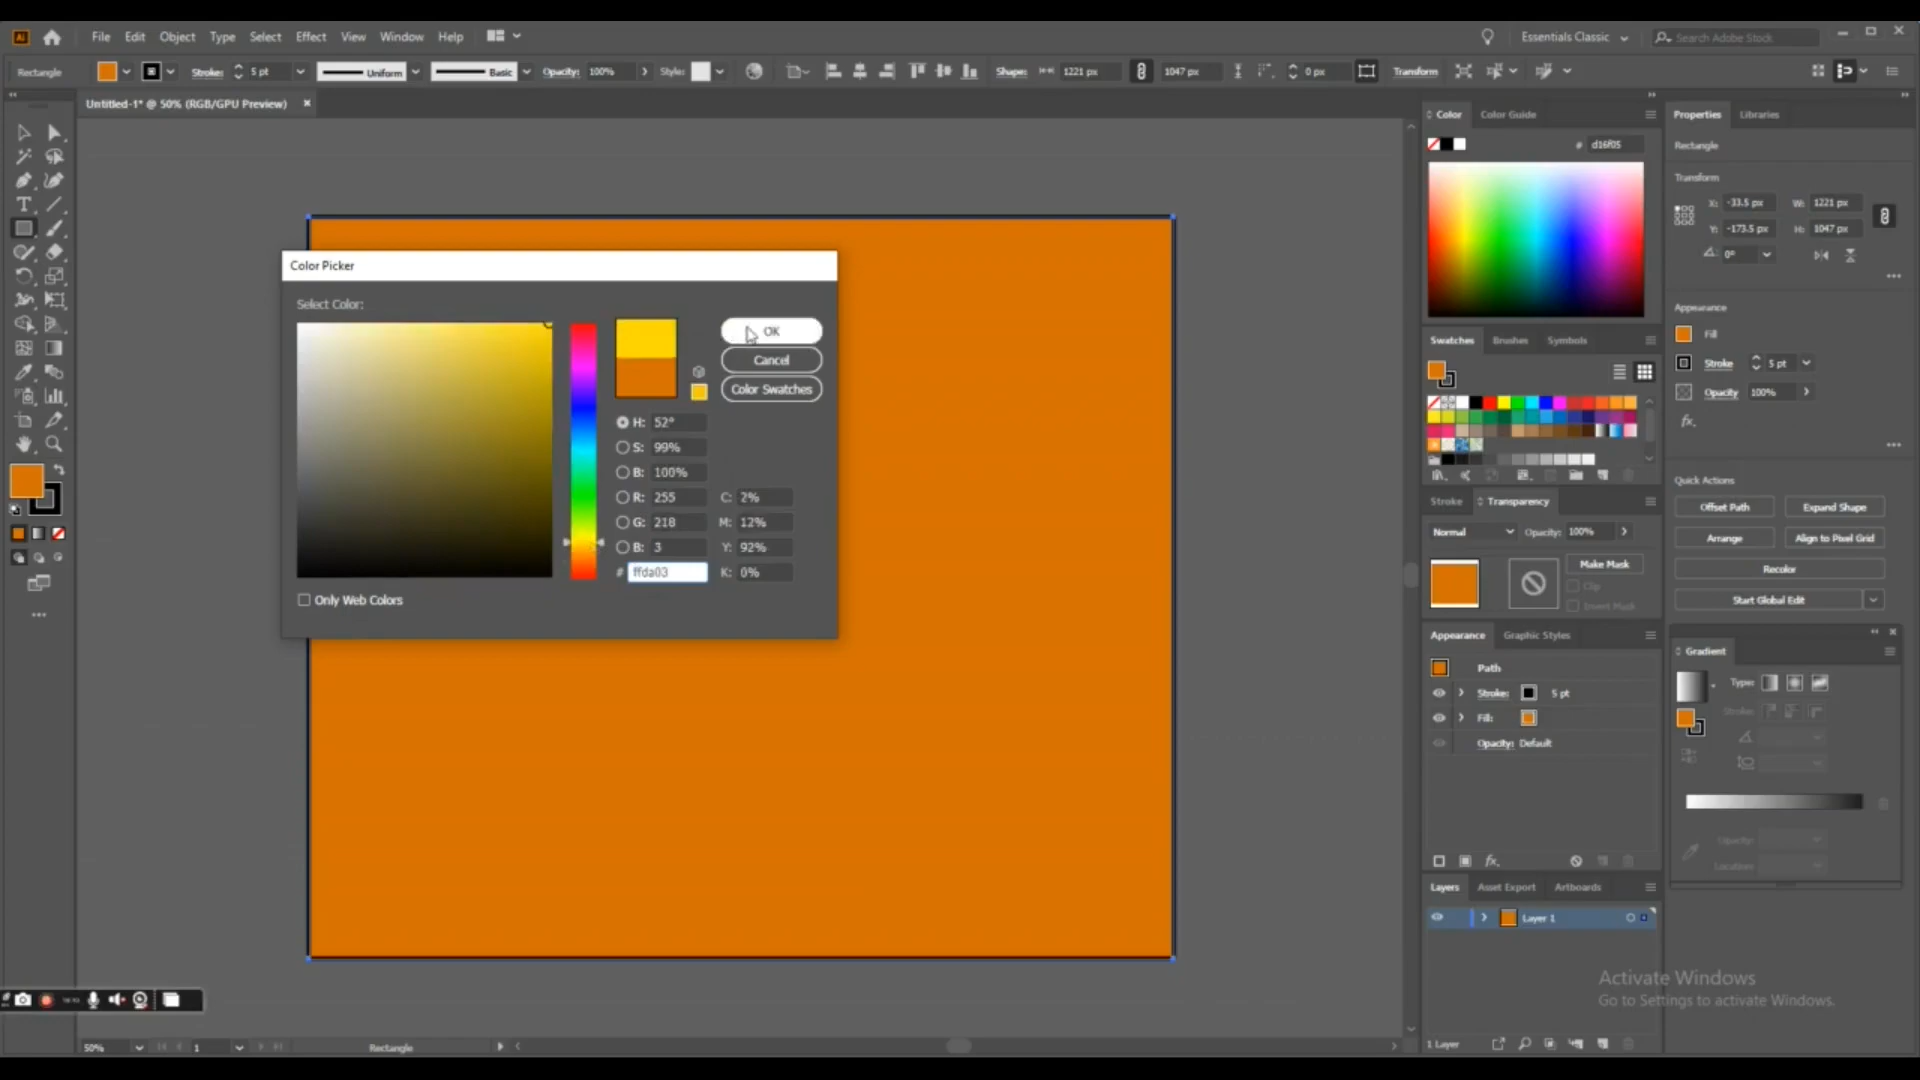 Ai File Edit Object Type Select Effect View Window Help Essentials Classic Search Adobe Stock
Rectangle Stroke: 5 pt Uniform Basic Opacity: 100% Style: Shape: 1221 px 1047 px 0 px Transform
Untitled-1* @ 50% (RGB/GPU Preview) ×
Color Picker
Select Color:
OK
Cancel
Color Swatches
H: 52°
S: 99%
B: 100%
R: 255 C: 2%
G: 218 M: 12%
B: 3 Y: 92%
# ffda03 K: 0%
Only Web Colors
Color Color Guide
# d16f05
Swatches Brushes Symbols
Stroke Transparency
Normal Opacity: 100%
Make Mask
Clip
Invert Mask
Appearance Graphic Styles
Path
Stroke: 5 pt
Fill:
Opacity: Default
fx.
Layers Asset Export Artboards
Layer 1
1 Layer
Properties Libraries
Rectangle
Transform
X: -33.5 px W: 1221 px
Y: -173.5 px H: 1047 px
0°
Appearance
Fill
Stroke 5 pt
Opacity 100%
fx.
Quick Actions
Offset Path Expand Shape
Arrange Align to Pixel Grid
Recolor
Start Global Edit
Gradient
Type:
Stroke:
Opacity:
Location:
Activate Windows
Go to Settings to activate Windows.
50% 1 Rectangle